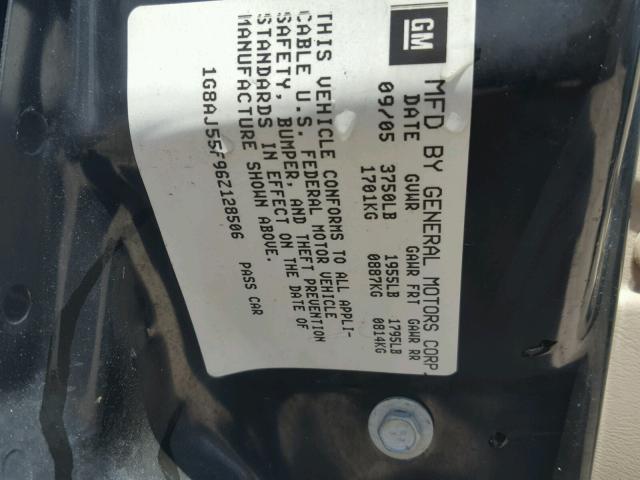 GM
MFD BY GENERAL MOTORS CORP.
DATE GVWR GAWR FRT GAWR RR
09/05 3750LB 1955LB 1795LB
1701KG 0887KG 0814KG
THIS VEHICLE CONFORMS TO ALL APPLI-
CABLE U.S. FEDERAL MOTOR VEHICLE
SAFETY, BUMPER, AND THEFT PREVENTION
STANDARDS IN EFFECT ON THE DATE OF
MANUFACTURE SHOWN ABOVE.
1G8AJ55F96Z128506 PASS CAR